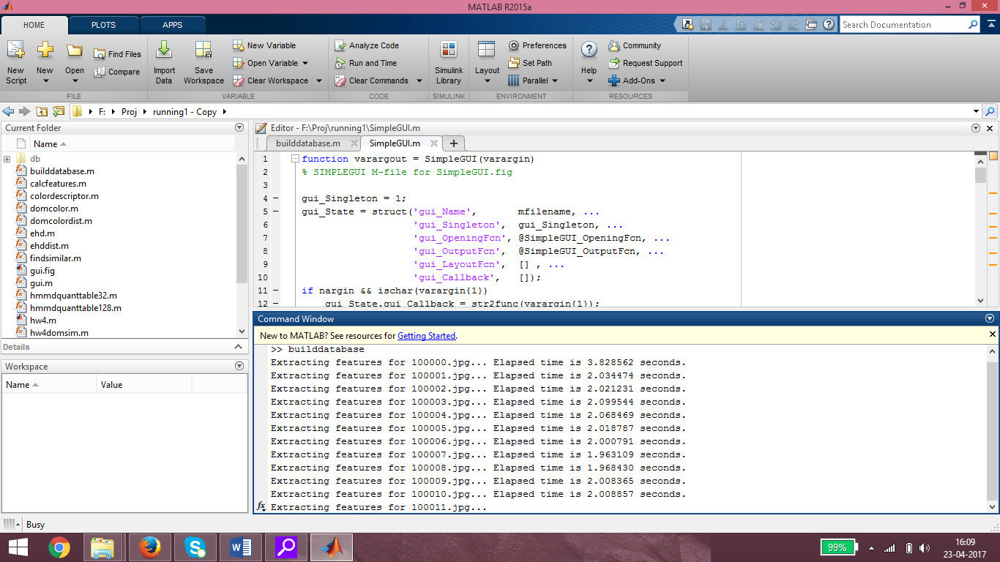 MATLAB R2015a
HOME PLOTS APPS
Search Documentation
New Script
New
Open
Find Files
Compare
FILE
Import Data
Save Workspace
New Variable
Open Variable
Clear Workspace
VARIABLE
Analyze Code
Run and Time
Clear Commands
CODE
Simulink Library
SIMULINK
Layout
Preferences
Set Path
Parallel
ENVIRONMENT
Help
Community
Request Support
Add-Ons
RESOURCES
F: Proj running1 - Copy
Current Folder
Name
db
builddatabase.m
calcfeatures.m
colordescriptor.m
domcolor.m
domcolordist.m
ehd.m
ehddist.m
findsimilar.m
gui.fig
gui.m
hmmdquanttable32.m
hmmdquanttable128.m
hw4.m
hw4domsim.m
Details
Workspace
Name Value
Editor - F:\Proj\running1\SimpleGUI.m
builddatabase.m SimpleGUI.m
1 function varargout = SimpleGUI(varargin)
2 % SIMPLEGUI M-file for SimpleGUI.fig
3
4 gui_Singleton = 1;
5 gui_State = struct('gui_Name', mfilename, ...
6 'gui_Singleton', gui_Singleton, ...
7 'gui_OpeningFcn', @SimpleGUI_OpeningFcn, ...
8 'gui_OutputFcn', @SimpleGUI_OutputFcn, ...
9 'gui_LayoutFcn', [] , ...
10 'gui_Callback', []);
11 if nargin && ischar(varargin{1})
12 gui_State.gui_Callback = str2func(varargin{1});
Command Window
New to MATLAB? See resources for Getting Started.
>> builddatabase
Extracting features for 100000.jpg... Elapsed time is 3.828562 seconds.
Extracting features for 100001.jpg... Elapsed time is 2.034474 seconds.
Extracting features for 100002.jpg... Elapsed time is 2.021231 seconds.
Extracting features for 100003.jpg... Elapsed time is 2.099544 seconds.
Extracting features for 100004.jpg... Elapsed time is 2.068469 seconds.
Extracting features for 100005.jpg... Elapsed time is 2.018787 seconds.
Extracting features for 100006.jpg... Elapsed time is 2.000791 seconds.
Extracting features for 100007.jpg... Elapsed time is 1.963109 seconds.
Extracting features for 100008.jpg... Elapsed time is 1.968430 seconds.
Extracting features for 100009.jpg... Elapsed time is 2.008365 seconds.
Extracting features for 100010.jpg... Elapsed time is 2.008857 seconds.
fx Extracting features for 100011.jpg...
Busy
99%
16:09
23-04-2017